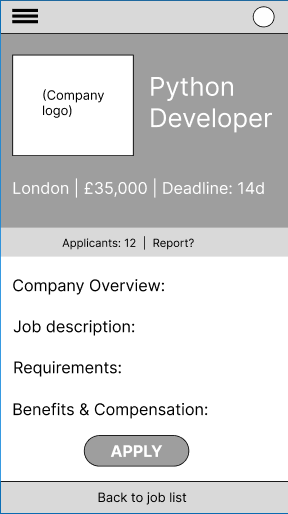 (Company
logo)
Python
Developer
London | £35,000 | Deadline: 14d
Applicants: 12 | Report?
Company Overview:
Job description:
Requirements:
Benefits & Compensation:
APPLY
Back to job list